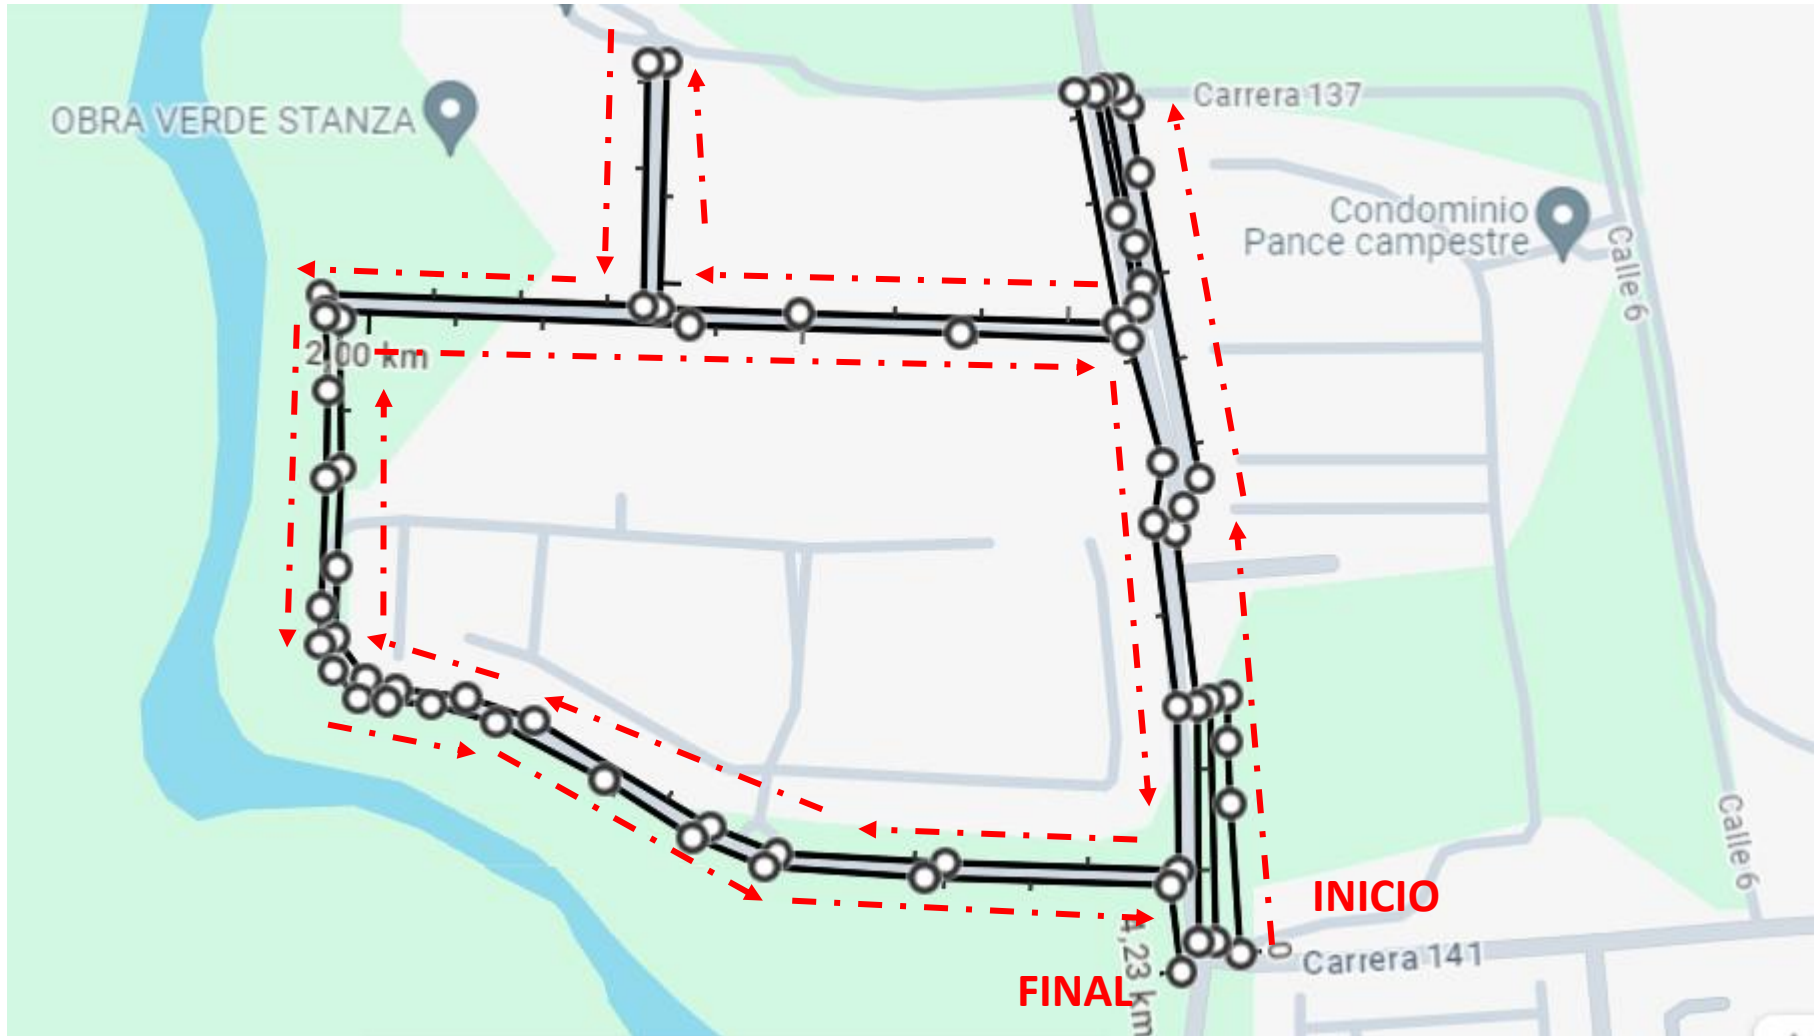 Carrera 137
OBRA VERDE STANZA
Condominio
Pance campestre
Calle 6
2,00 km
Calle 6
INICIO
4,23 km
0
Carrera 141
FINAL